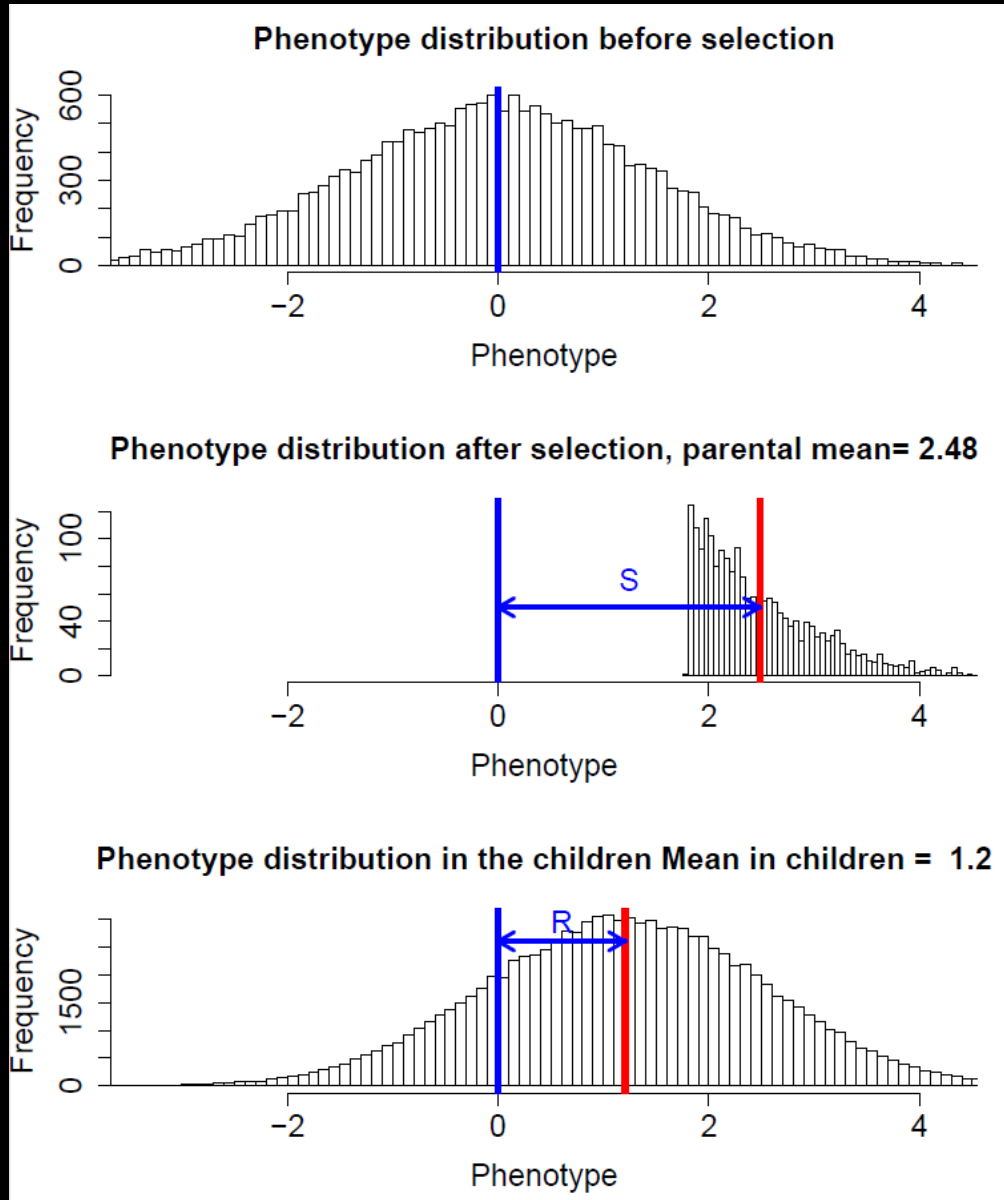 Phenotype distribution before selection
Frequency
600
300
0
−2 0 2 4
Phenotype
Phenotype distribution after selection, parental mean= 2.48
Frequency
100
40
0
S
−2 0 2 4
Phenotype
Phenotype distribution in the children Mean in children =  1.2
Frequency
1500
0
R
−2 0 2 4
Phenotype